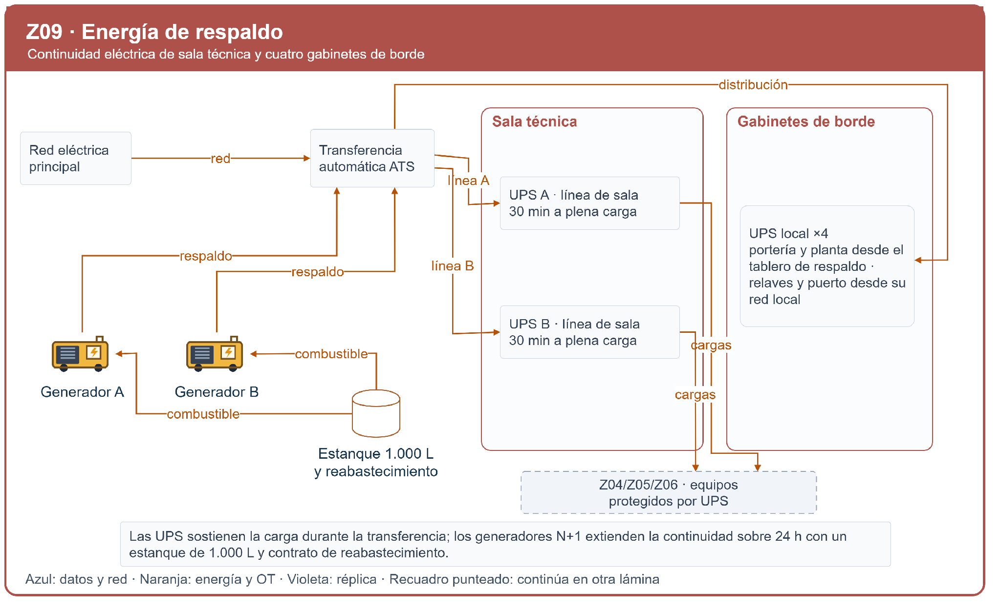 Z09 · Energía de respaldo
Continuidad eléctrica de sala técnica y cuatro gabinetes de borde
distribución
Red eléctrica
principal
red
Transferencia
automática ATS
línea A
línea B
respaldo
respaldo
Generador A
Generador B
combustible
combustible
Estanque 1.000 L
y reabastecimiento
Sala técnica
UPS A · línea de sala
30 min a plena carga
UPS B · línea de sala
30 min a plena carga
cargas
cargas
Gabinetes de borde
UPS local ×4
portería y planta desde el
tablero de respaldo ·
relaves y puerto desde su
red local
Z04/Z05/Z06 · equipos
protegidos por UPS
Las UPS sostienen la carga durante la transferencia; los generadores N+1 extienden la continuidad sobre 24 h con un
estanque de 1.000 L y contrato de reabastecimiento.
Azul: datos y red · Naranja: energía y OT · Violeta: réplica · Recuadro punteado: continúa en otra lámina